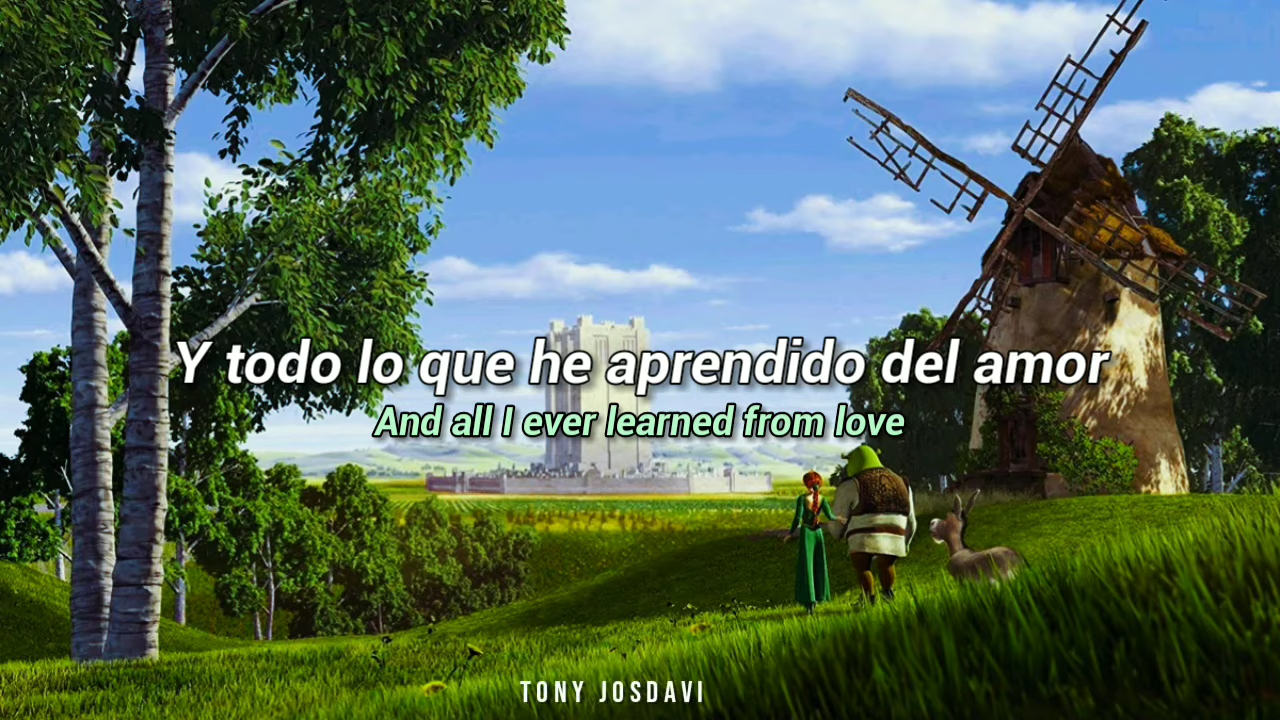 Y todo lo que he aprendido del amor
And all I ever learned from love
TONY JOSDAVI